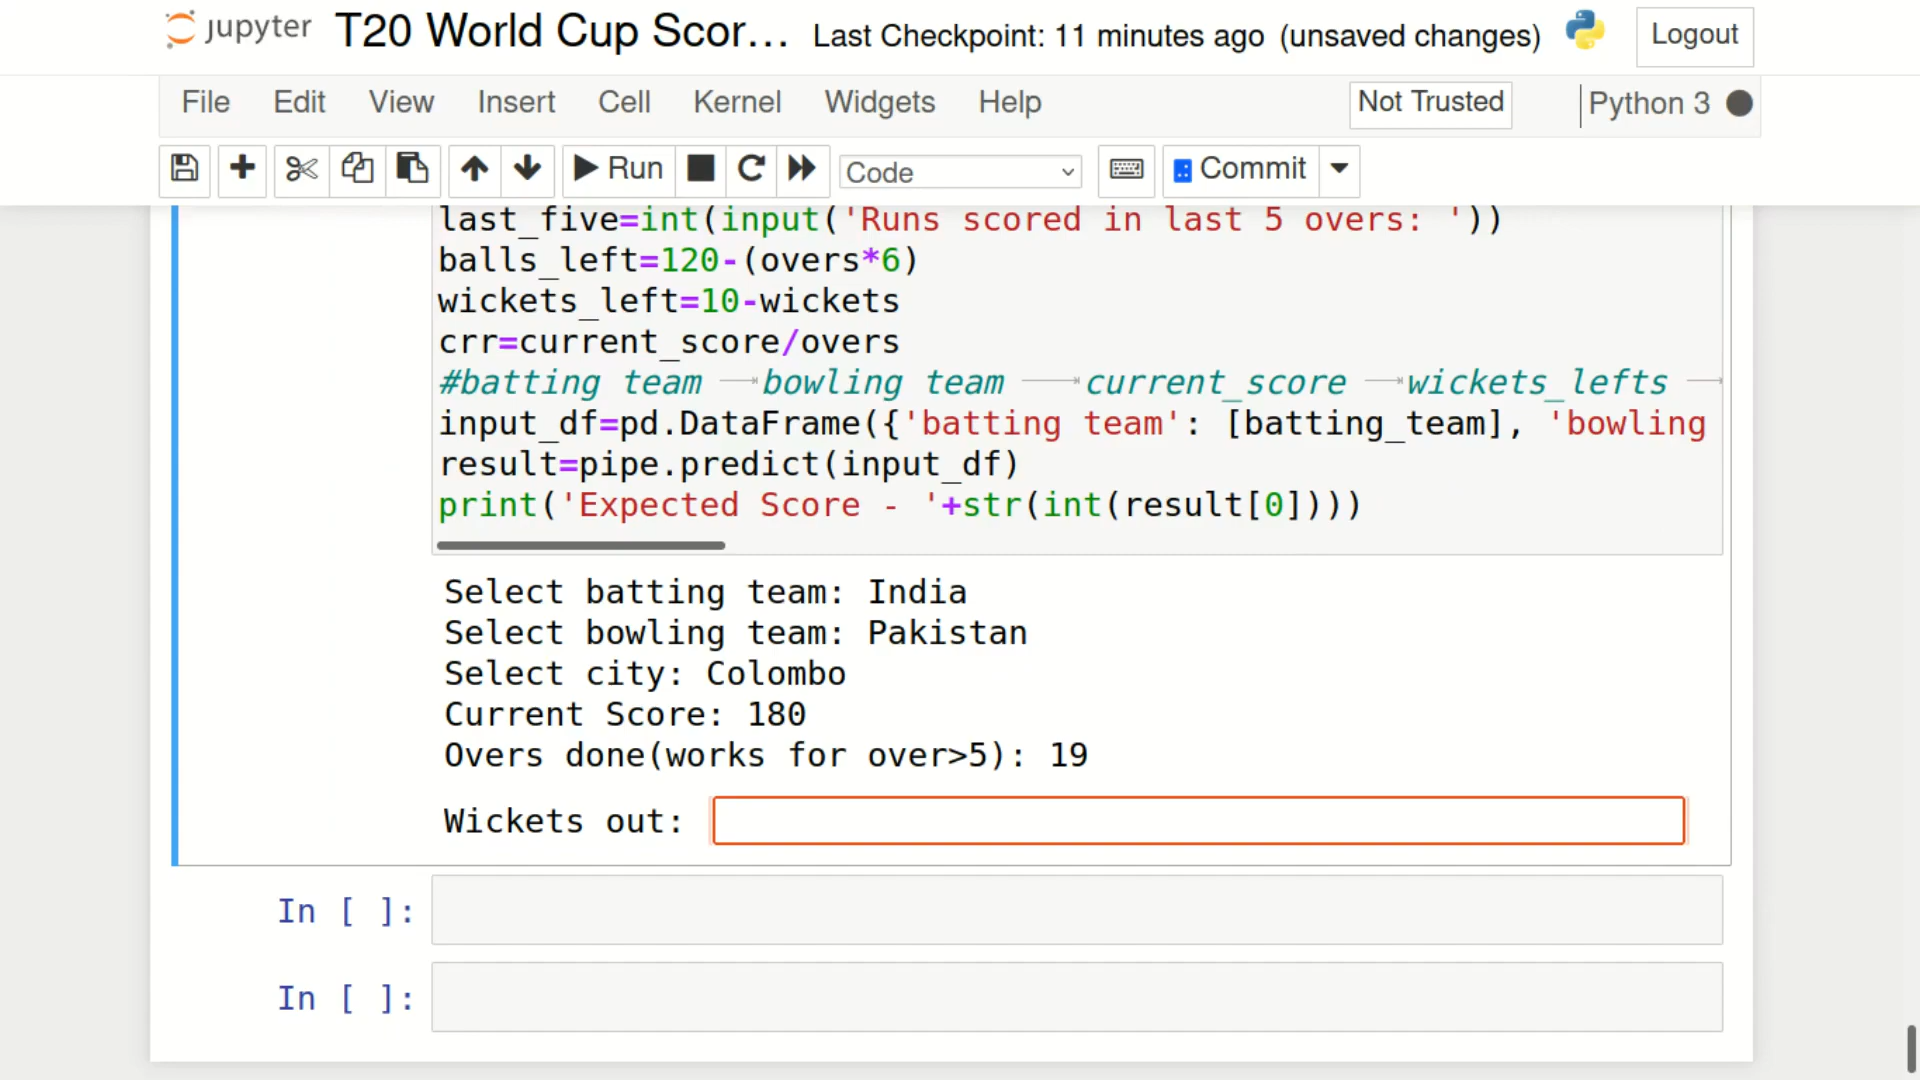 jupyter T20 World Cup Scor... Last Checkpoint: 11 minutes ago (unsaved changes) Logout
File Edit View Insert Cell Kernel Widgets Help Not Trusted Python 3
Run Code Commit
last_five=int(input('Runs scored in last 5 overs: '))
balls_left=120-(overs*6)
wickets_left=10-wickets
crr=current_score/overs
#batting team bowling team current_score wickets_lefts
input_df=pd.DataFrame({'batting team': [batting_team], 'bowling
result=pipe.predict(input_df)
print('Expected Score - '+str(int(result[0])))
Select batting team: India
Select bowling team: Pakistan
Select city: Colombo
Current Score: 180
Overs done(works for over>5): 19
Wickets out:
In [ ]:
In [ ]: